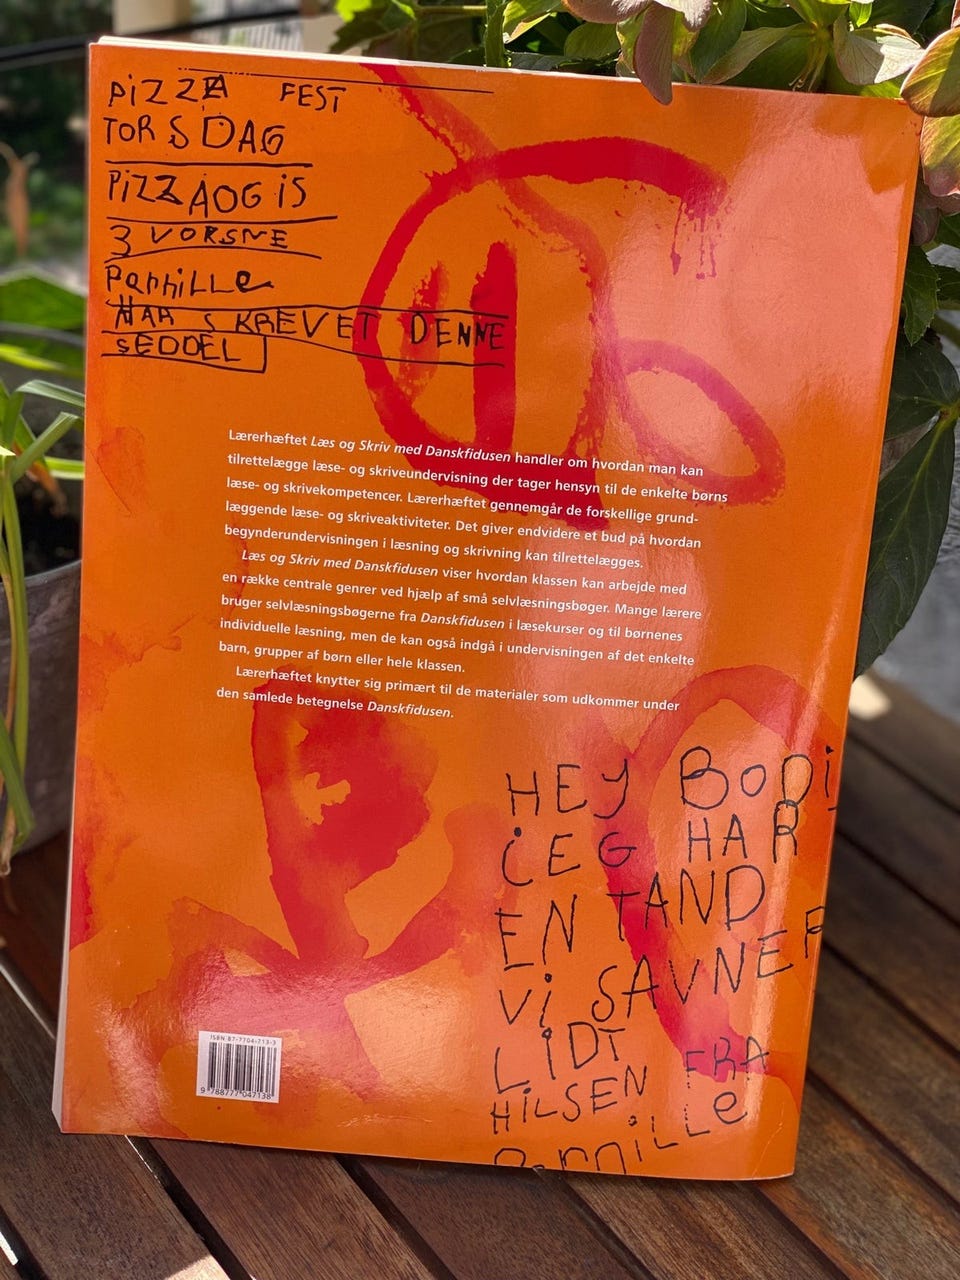 PIZZA FEST
TORSDAG
PIZZA OG IS
3 VORSNE
PerNiLLe
HAR SKREVET DENNE
SEDDEL
Lærerhæftet Læs og Skriv med Danskfidusen handler om hvordan man kan
tilrettelægge læse- og skriveundervisning der tager hensyn til de enkelte børns
læse- og skrivekompetencer. Lærerhæftet gennemgår de forskellige grund-
læggende læse- og skriveaktiviteter. Det giver endvidere et bud på hvordan
begynderundervisningen i læsning og skrivning kan tilrettelægges.
Læs og Skriv med Danskfidusen viser hvordan klassen kan arbejde med
en række centrale genrer ved hjælp af små selvlæsningsbøger. Mange lærere
bruger selvlæsningsbøgerne fra Danskfidusen i læsekurser og til børnenes
individuelle læsning, men de kan også indgå i undervisningen af det enkelte
barn, grupper af børn eller hele klassen.
Lærerhæftet knytter sig primært til de materialer som udkommer under
den samlede betegnelse Danskfidusen.
HEY BODi
iEG HAR
EN TAND
Vi SAVNER
LiDT
HiLSEN FRA
PerniLLe
ISBN 87-7704-713-3
9 788777 047138